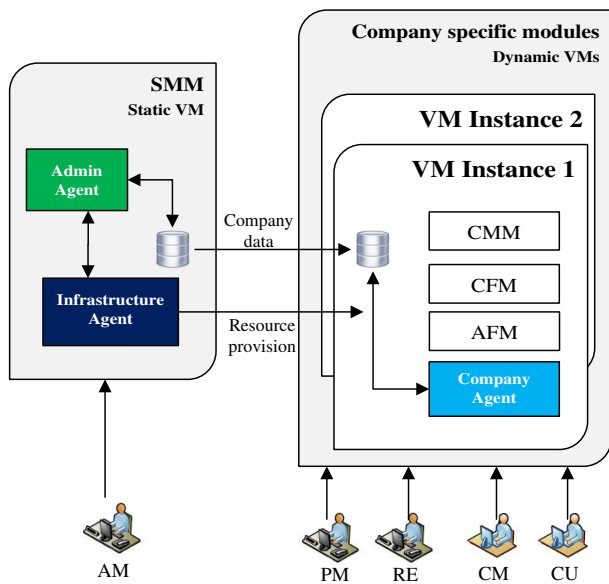 Company specific modules
Dynamic VMs
SMM
Static VM
VM Instance 2
VM Instance 1
Admin
Agent
Company
data
CMM
CFM
AFM
Infrastructure
Agent
Resource
provision
Company
Agent
AM
PM
RE
CM
CU